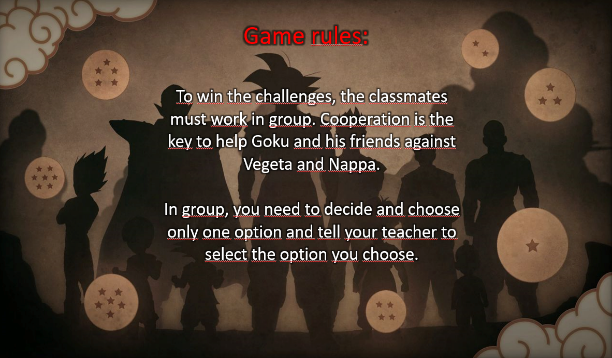 Game rules:
To win the challenges, the classmates
must work in group. Cooperation is the
key to help Goku and his friends against
Vegeta and Nappa.
In group, you need to decide and choose
only one option and tell your teacher to
select the option you choose.